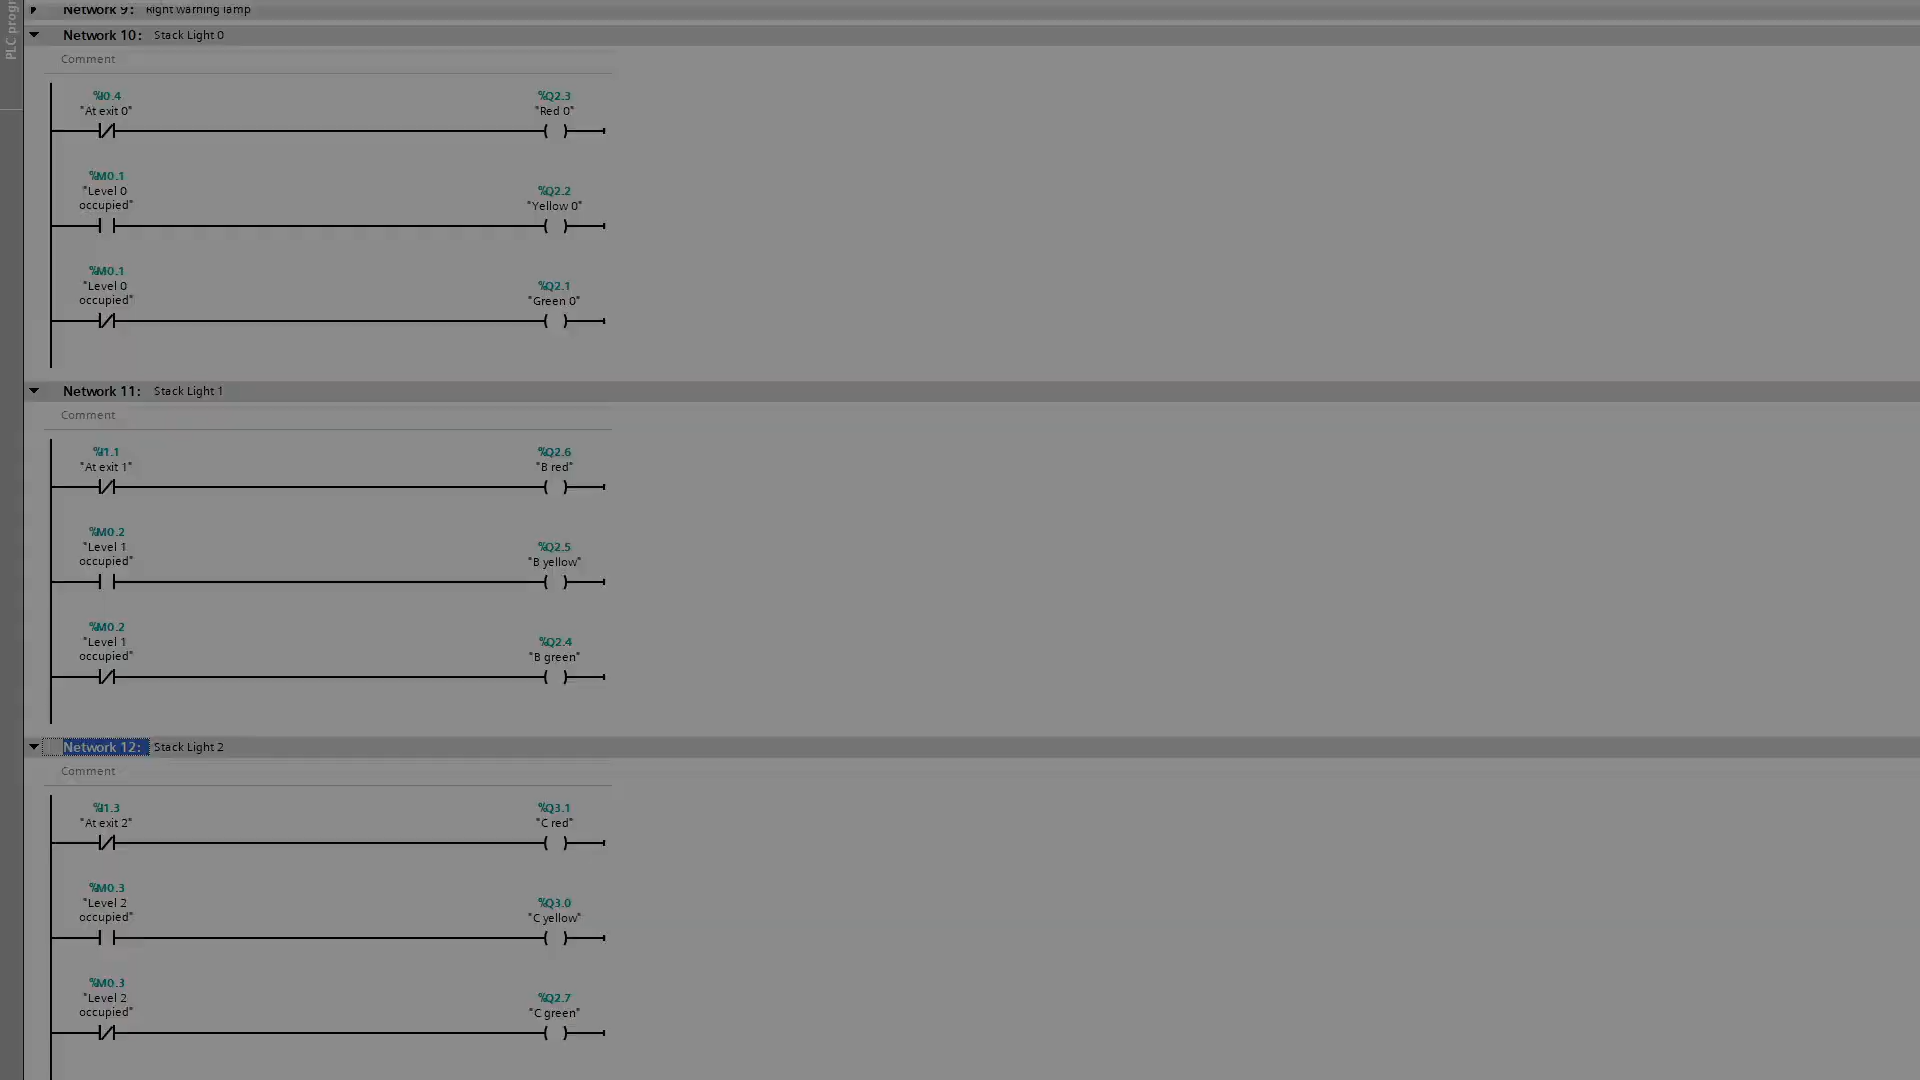 PLC progr
Network 9: Right warning lamp
Network 10: Stack Light 0
Comment
%I0.4
"At exit 0"
%Q2.3
"Red 0"
%M0.1
"Level 0
occupied"
%Q2.2
"Yellow 0"
%M0.1
"Level 0
occupied"
%Q2.1
"Green 0"
Network 11: Stack Light 1
Comment
%I1.1
"At exit 1"
%Q2.6
"B red"
%M0.2
"Level 1
occupied"
%Q2.5
"B yellow"
%M0.2
"Level 1
occupied"
%Q2.4
"B green"
Network 12: Stack Light 2
Comment
%I1.3
"At exit 2"
%Q3.1
"C red"
%M0.3
"Level 2
occupied"
%Q3.0
"C yellow"
%M0.3
"Level 2
occupied"
%Q2.7
"C green"